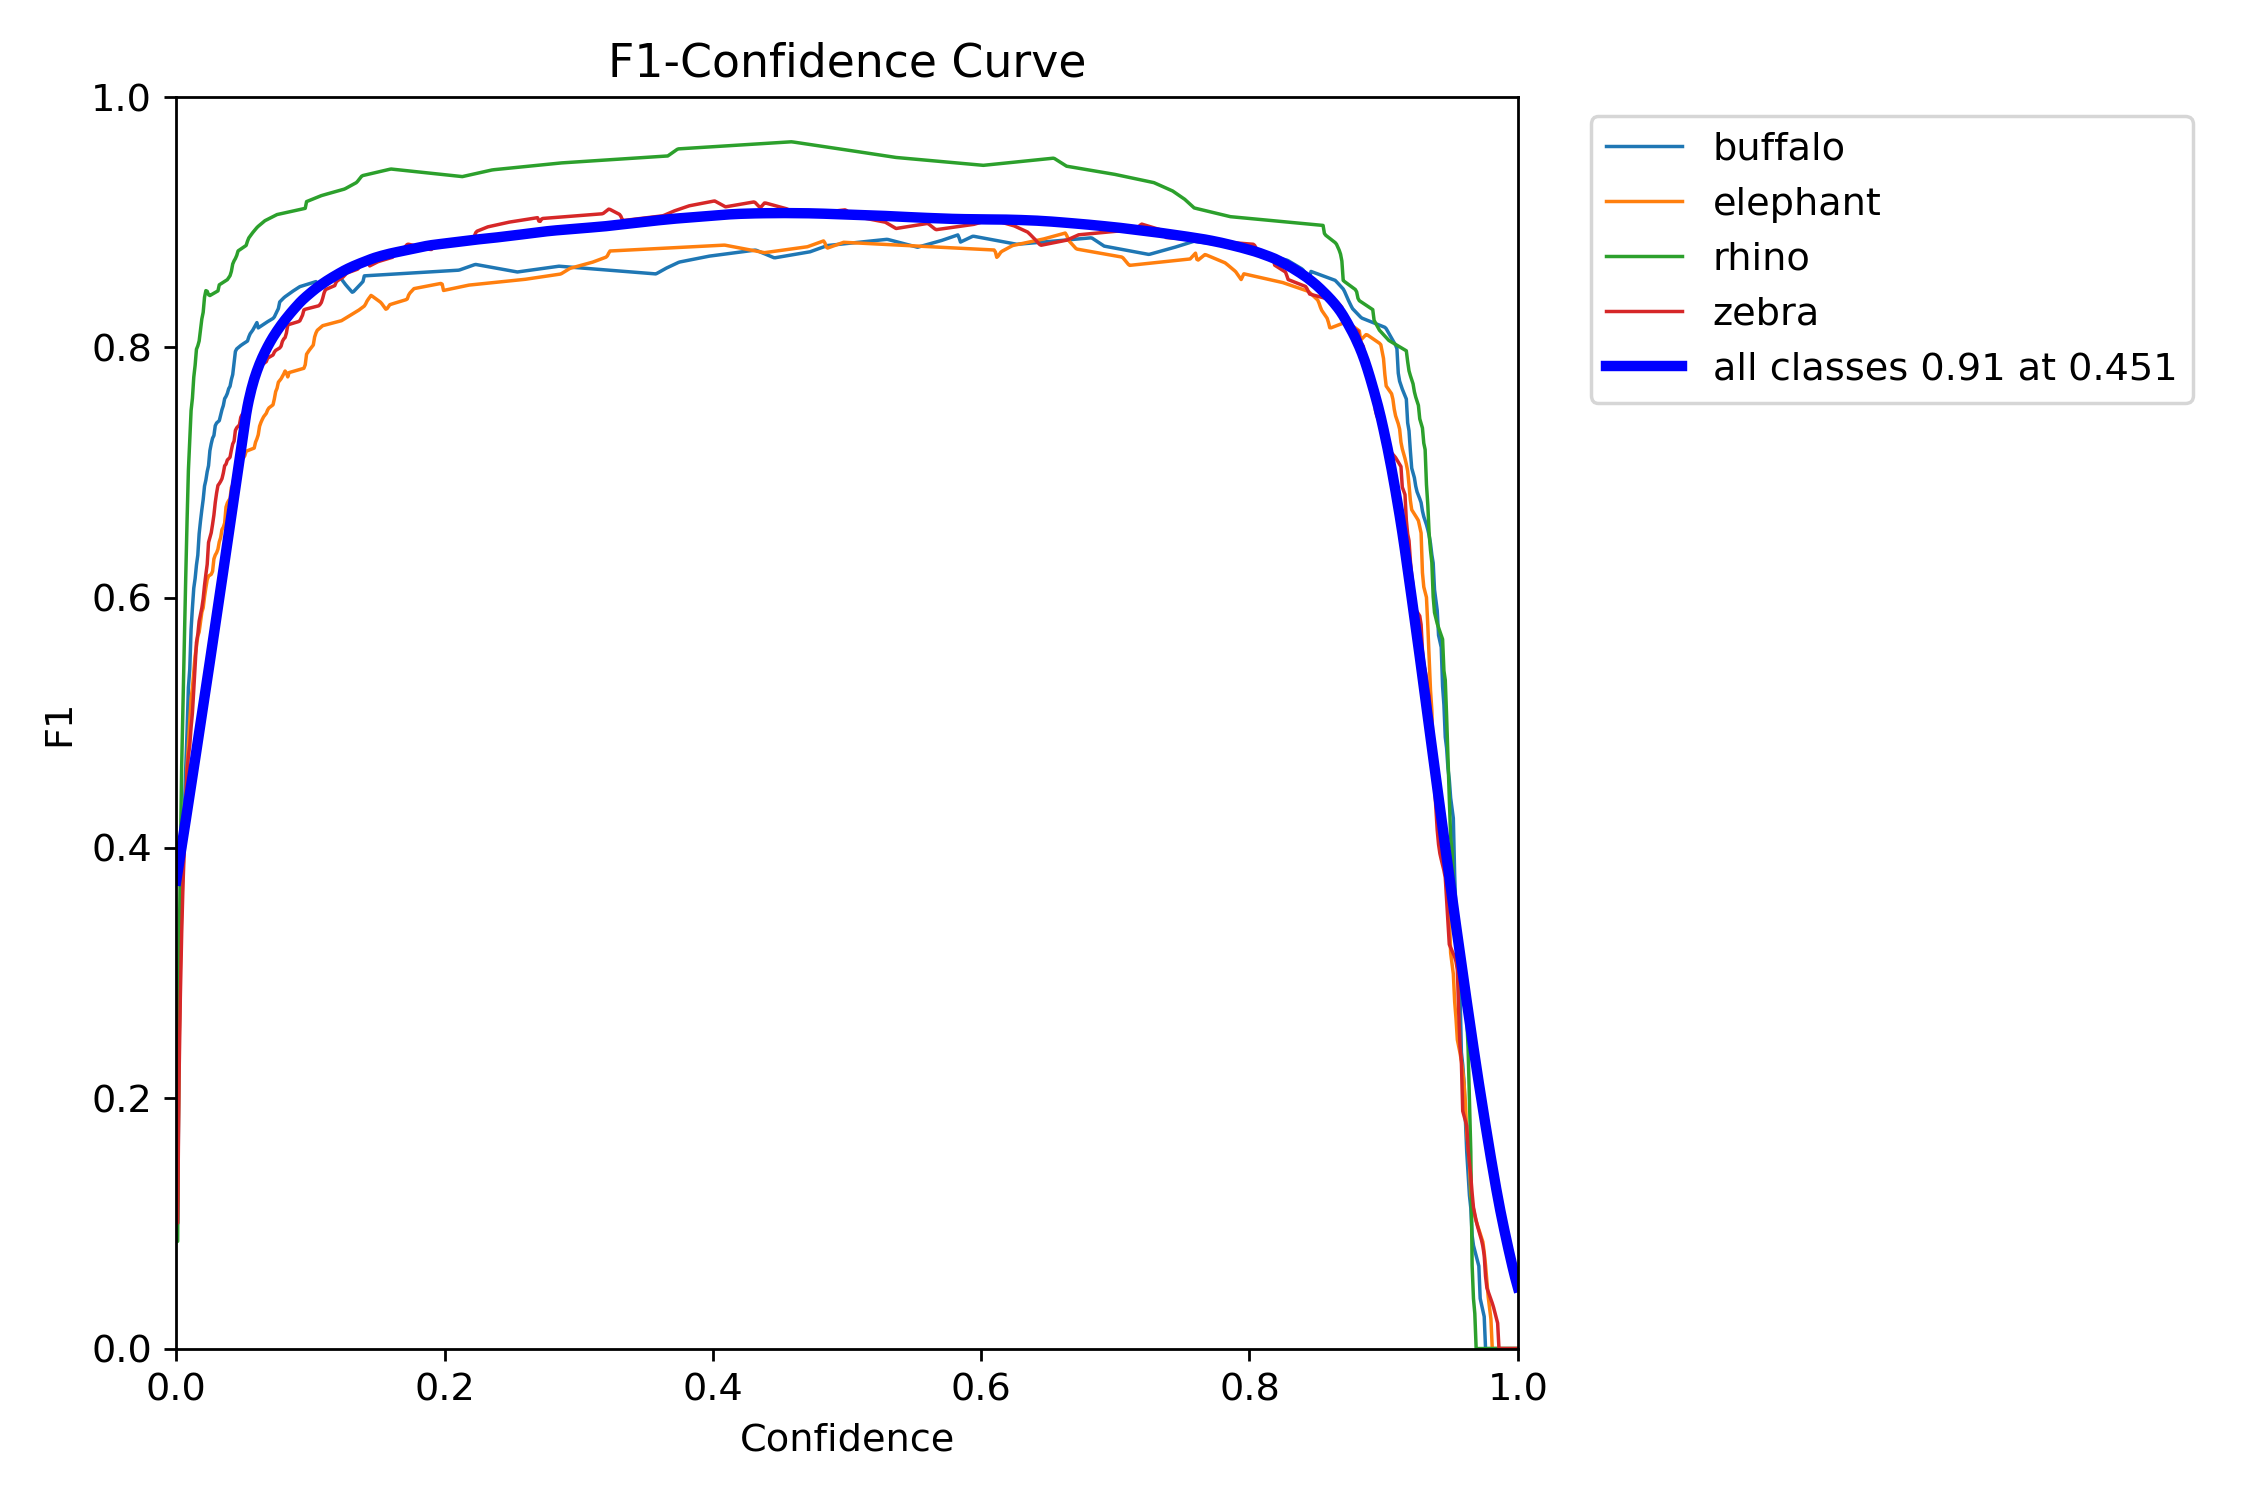 F1-Confidence Curve
1.0
0.8
0.6
0.4
0.2
0.0
F1
0.0 0.2 0.4 0.6 0.8 1.0
Confidence
buffalo
elephant
rhino
zebra
all classes 0.91 at 0.451